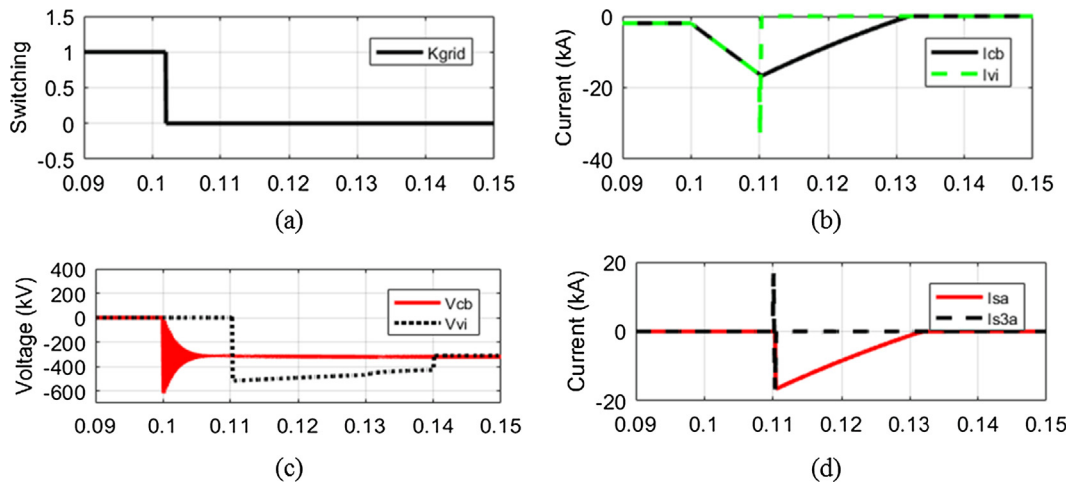 Switching
1.5
1
0.5
0
-0.5
Kgrid
0.09 0.1 0.11 0.12 0.13 0.14 0.15
(a)
Current (kA)
0
-20
-40
Icb
Ivi
0.09 0.1 0.11 0.12 0.13 0.14 0.15
(b)
Voltage (kV)
400
200
0
-200
-400
-600
Vcb
Vvi
0.09 0.1 0.11 0.12 0.13 0.14 0.15
(c)
Current (kA)
20
0
-20
Isa
Is3a
0.09 0.1 0.11 0.12 0.13 0.14 0.15
(d)